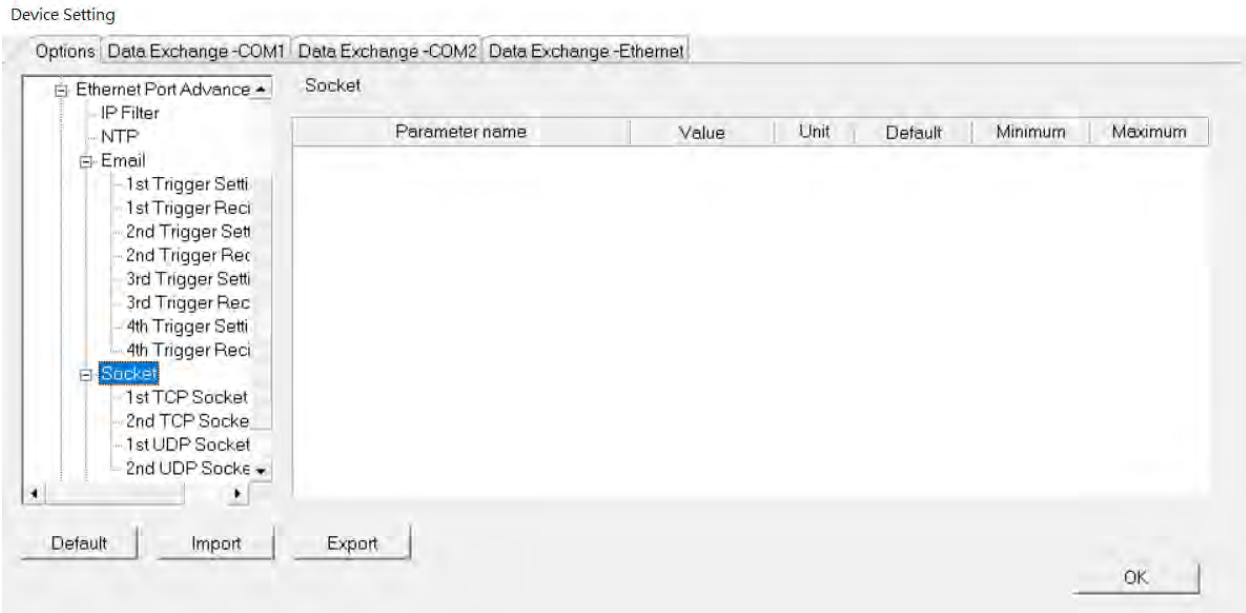 Device Setting
Options Data Exchange -COM1 Data Exchange -COM2 Data Exchange -Ethernet
Ethernet Port Advance
IP Filter
NTP
Email
1st Trigger Setti
1st Trigger Reci
2nd Trigger Sett
2nd Trigger Rec
3rd Trigger Setti
3rd Trigger Rec
4th Trigger Setti
4th Trigger Reci
Socket
1st TCP Socket
2nd TCP Socke
1st UDP Socket
2nd UDP Socke
Socket
Parameter name Value Unit Default Minimum Maximum
Default Import Export
OK